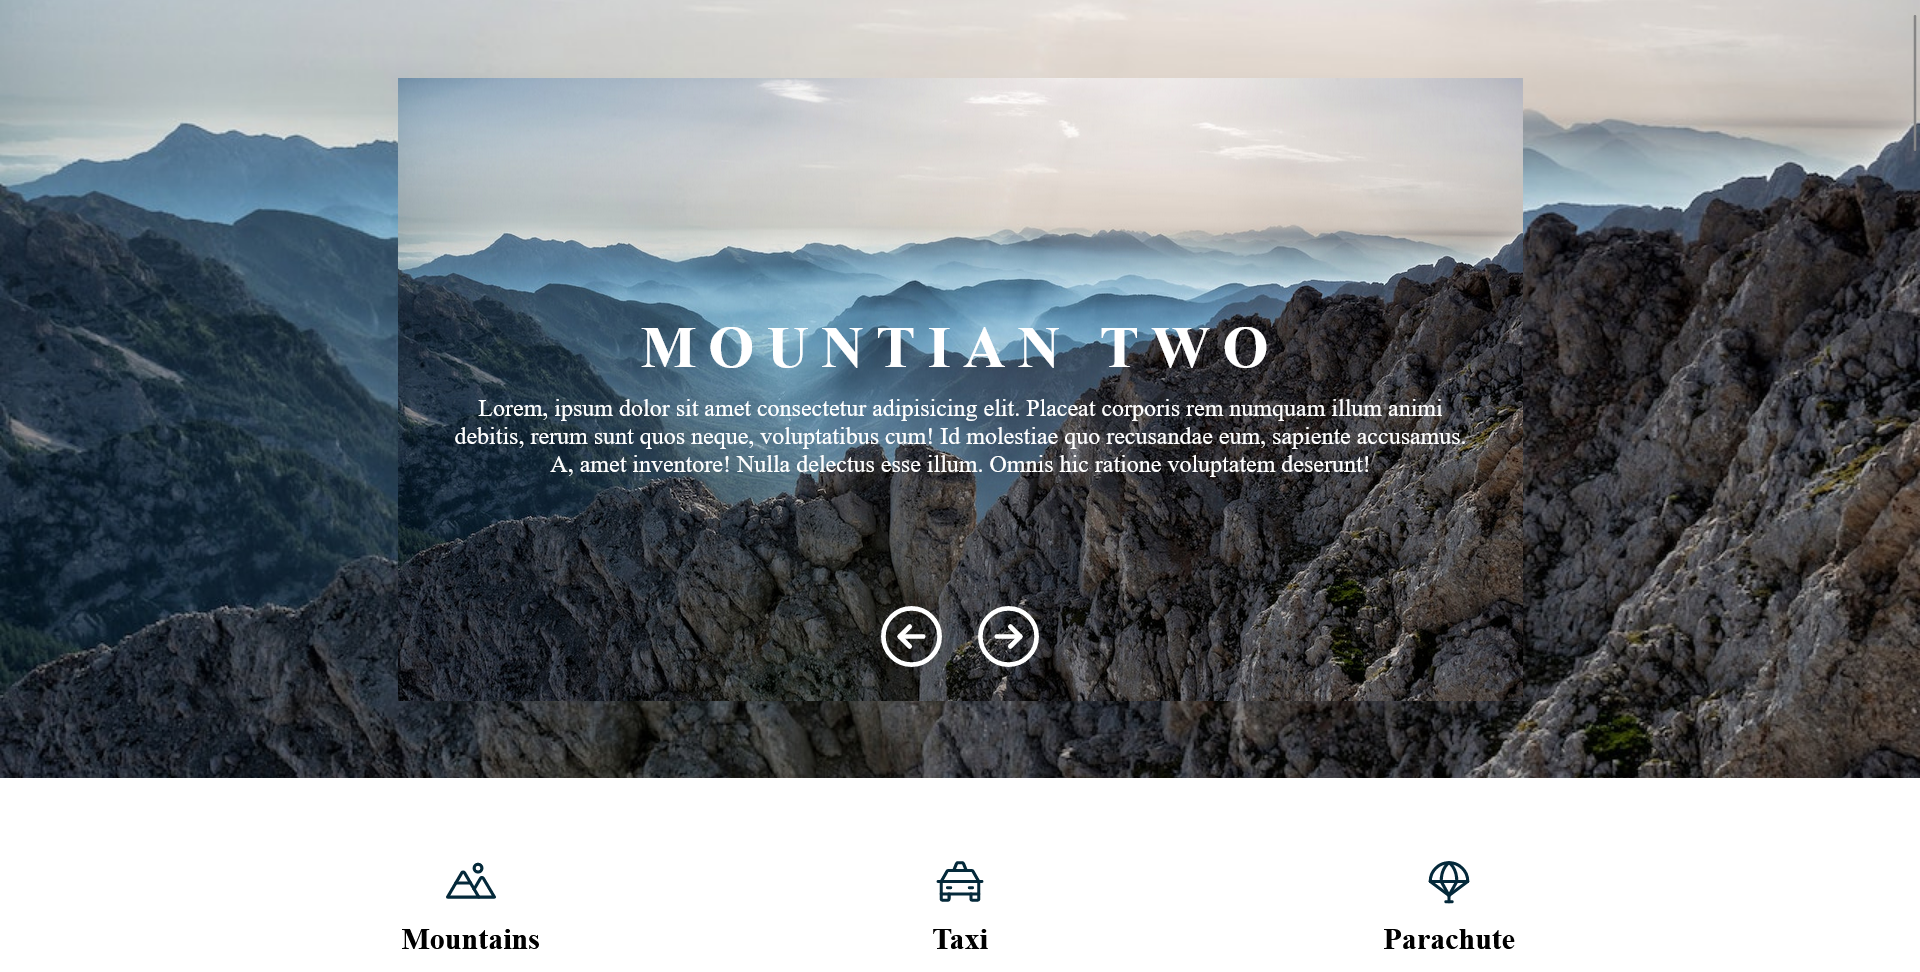 MOUNTIAN TWO
Lorem, ipsum dolor sit amet consectetur adipisicing elit. Placeat corporis rem numquam illum animi
debitis, rerum sunt quos neque, voluptatibus cum! Id molestiae quo recusandae eum, sapiente accusamus.
A, amet inventore! Nulla delectus esse illum. Omnis hic ratione voluptatem deserunt!
Mountains
Taxi
Parachute